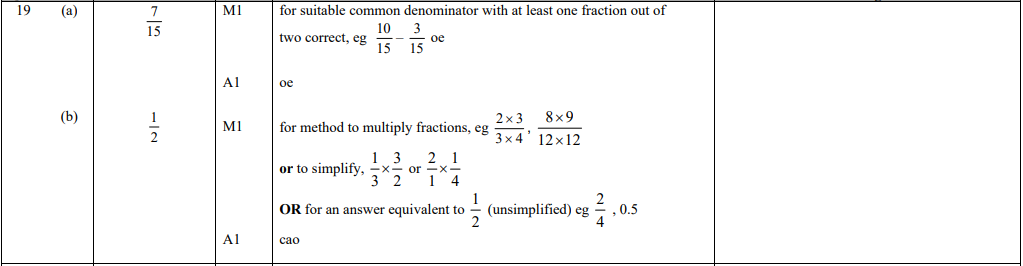 19 (a) 7/15 M1 for suitable common denominator with at least one fraction out of
two correct, eg 10/15 – 3/15 oe
A1 oe
(b) 1/2 M1 for method to multiply fractions, eg 2 × 3/3 × 4, 8 × 9/12 × 12
or to simplify, 1/3 × 3/2 or 2/1 × 1/4
OR for an answer equivalent to 1/2 (unsimplified) eg 2/4 , 0.5
A1 cao